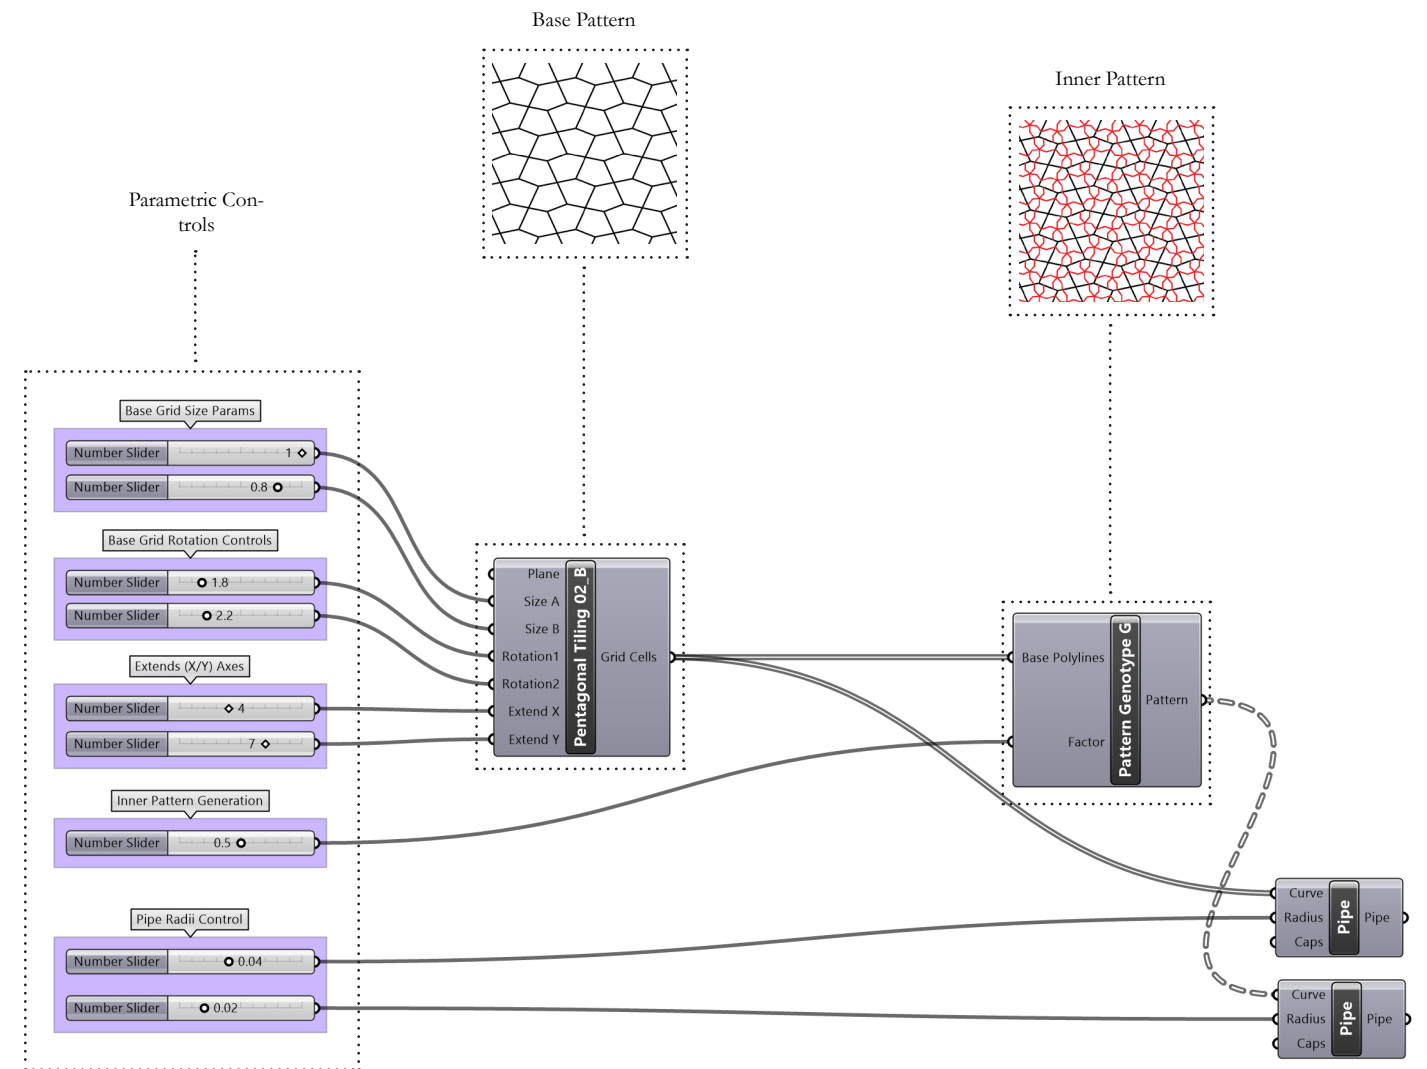 Base Pattern
Inner Pattern
Parametric Con-
trols
Base Grid Size Params
Number Slider 1
Number Slider 0.8
Base Grid Rotation Controls
Number Slider 1.8
Number Slider 2.2
Extends (X/Y) Axes
Number Slider 4
Number Slider 7
Inner Pattern Generation
Number Slider 0.5
Pipe Radii Control
Number Slider 0.04
Number Slider 0.02
Plane
Size A
Size B
Rotation1
Rotation2
Extend X
Extend Y
Pentagonal Tiling 02_B
Grid Cells
Base Polylines
Factor
Pattern Genotype G
Pattern
Curve
Radius
Caps
Pipe
Pipe
Curve
Radius
Caps
Pipe
Pipe